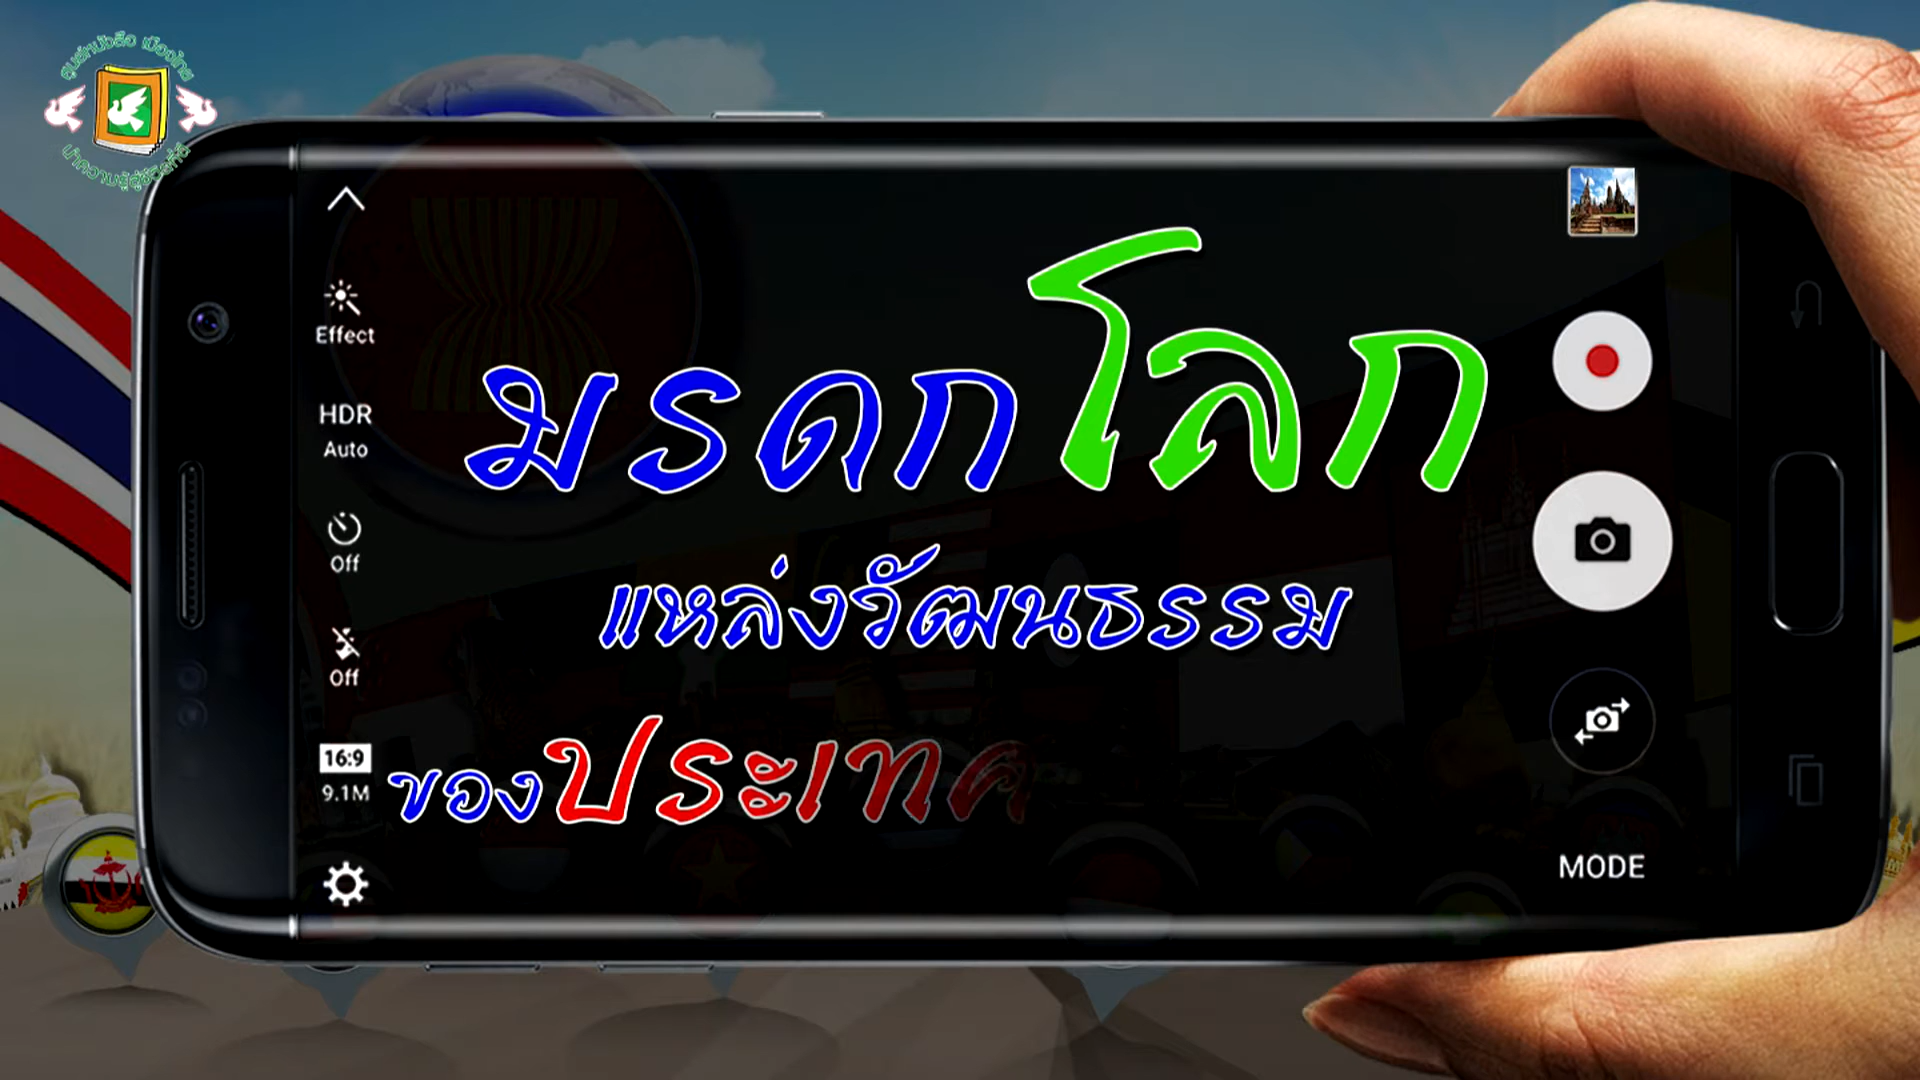 มรดกโลก
แหล่งวัฒนธรรม
ของประเทศ
Effect
HDR
Auto
Off
Off
16:9
9.1M
MODE